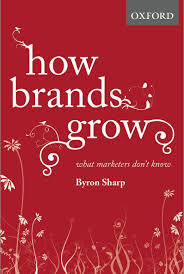 OXFORD
how
brands
grow
what marketers don't know
Byron Sharp